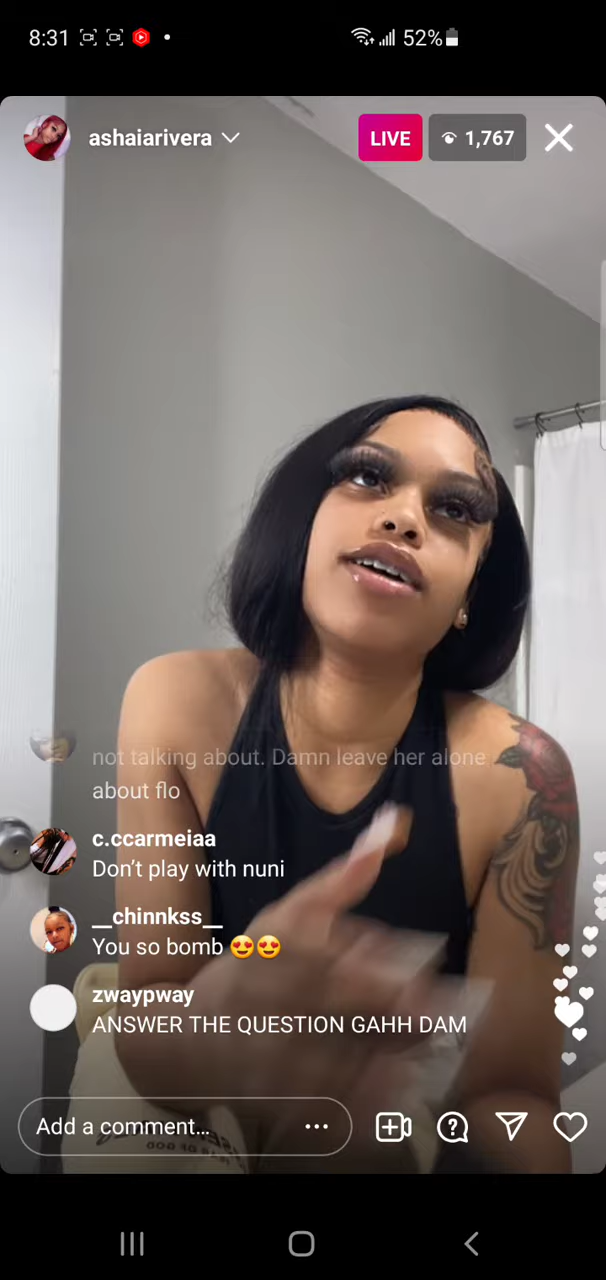 8:31
52%
ashaiarivera
LIVE
1,767
not talking about. Damn leave her alone
about flo
c.ccarmeiaa
Don't play with nuni
__chinnkss__
You so bomb 😍😍
zwaypway
ANSWER THE QUESTION GAHH DAM
Add a comment...